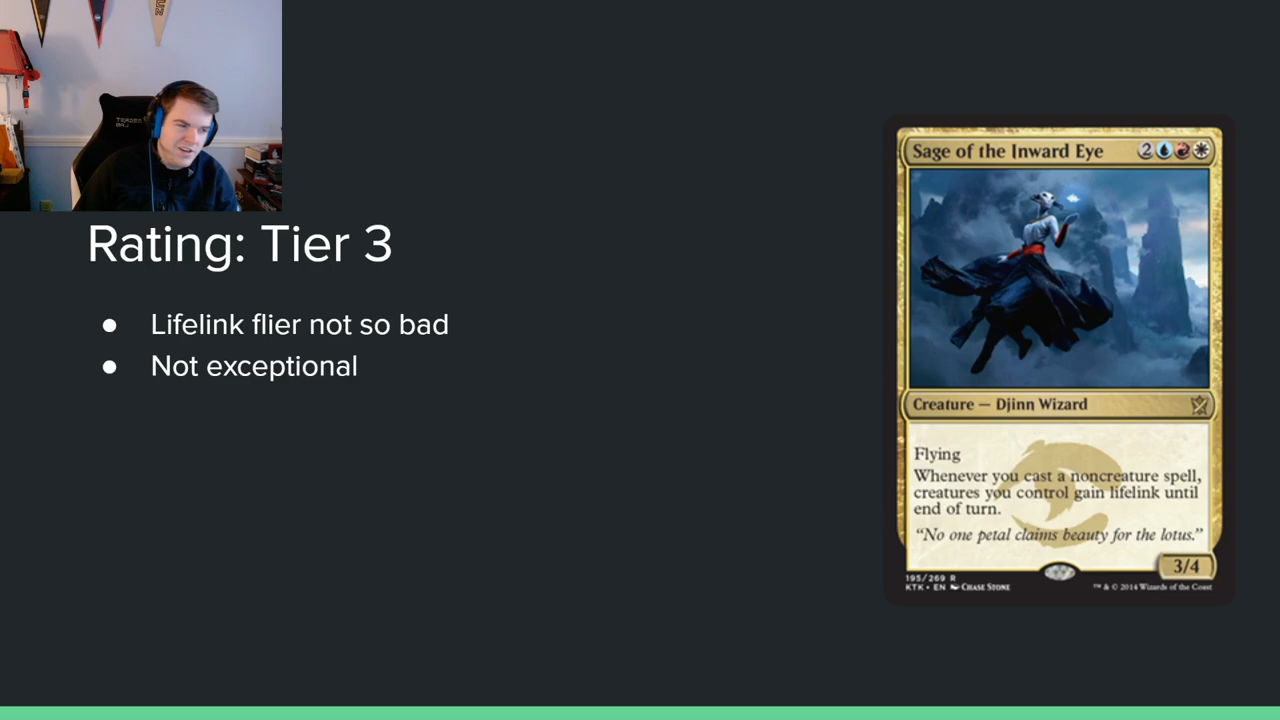 Rating: Tier 3
● Lifelink flier not so bad
● Not exceptional
Sage of the Inward Eye 2
Creature — Djinn Wizard
Flying
Whenever you cast a noncreature spell,
creatures you control gain lifelink until
end of turn.
“No one petal claims beauty for the lotus.”
3/4
195/269 R
KTK • EN CHASE STONE
™ & © 2014 Wizards of the Coast